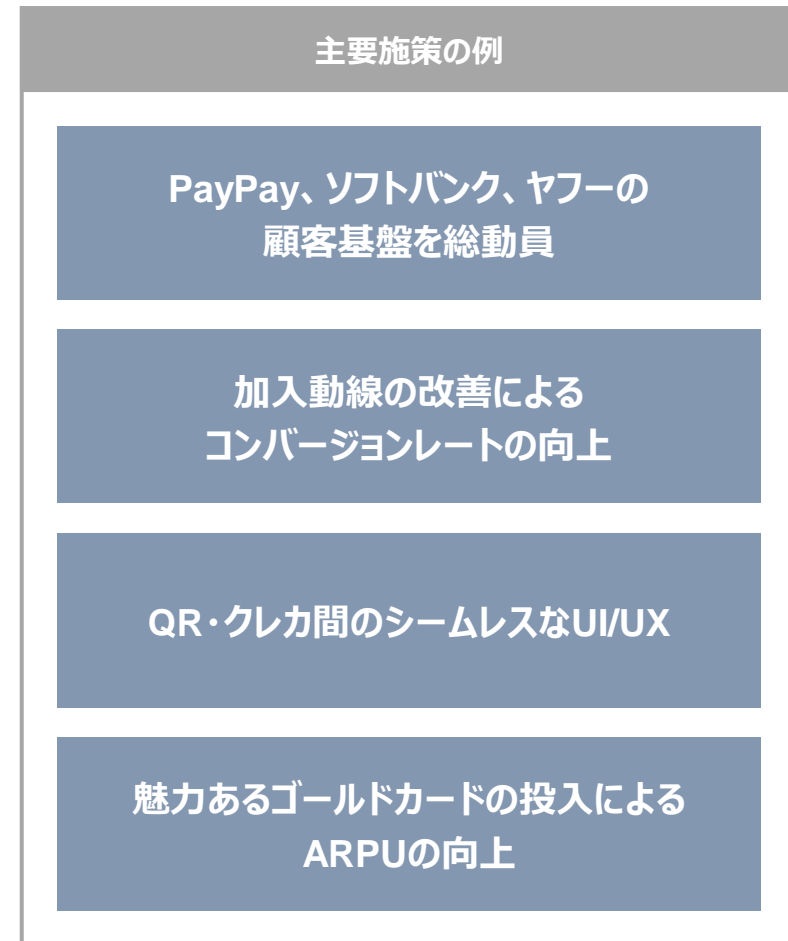 主要施策の例
PayPay、ソフトバンク、ヤフーの
顧客基盤を総動員
加入動線の改善による
コンバージョンレートの向上
QR・クレカ間のシームレスなUI/UX
魅力あるゴールドカードの投入による
ARPUの向上